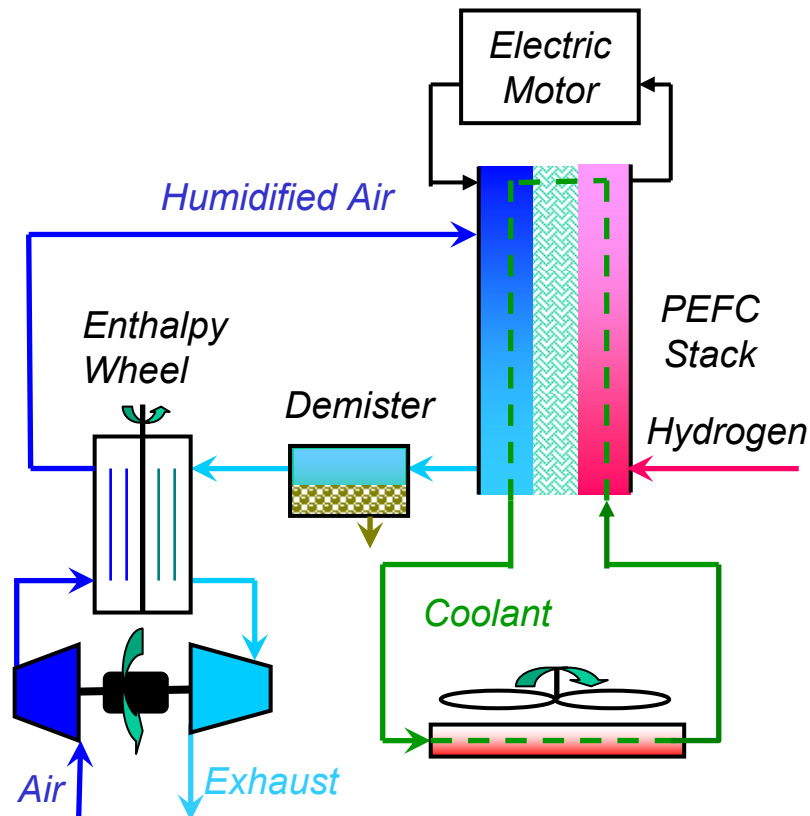 Electric
Motor
Humidified Air
Enthalpy
Wheel
PEFC
Stack
Demister
Hydrogen
Coolant
Air
Exhaust